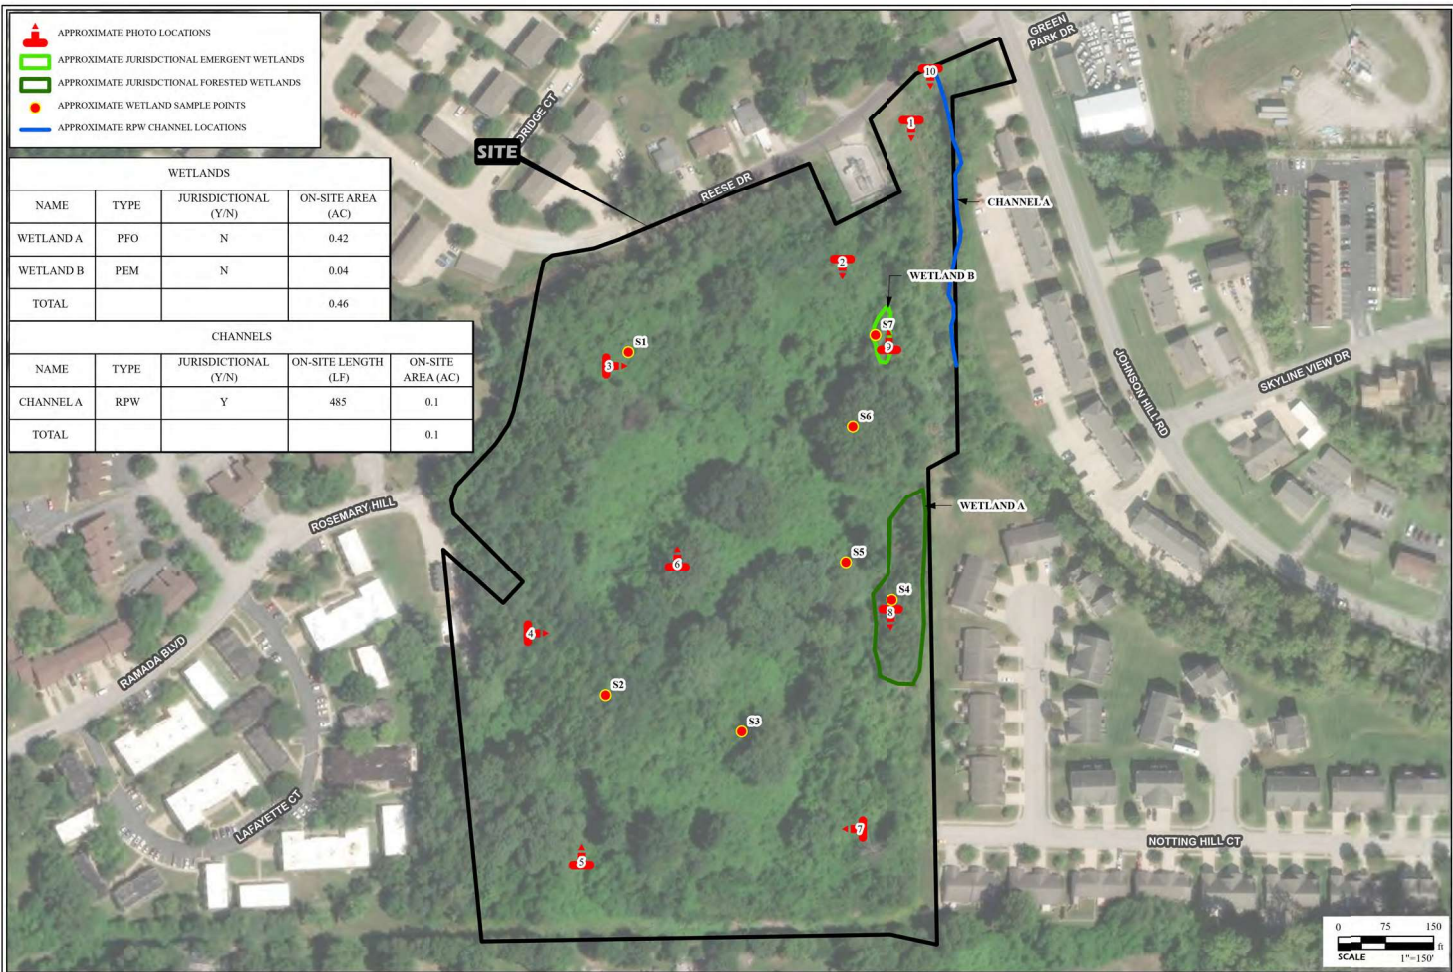 APPROXIMATE PHOTO LOCATIONS
APPROXIMATE JURISDCTIONAL EMERGENT WETLANDS
APPROXIMATE JURISDCTIONAL FORESTED WETLANDS
APPROXIMATE WETLAND SAMPLE POINTS
APPROXIMATE RPW CHANNEL LOCATIONS
WETLANDS
NAME TYPE JURISDICTIONAL (Y/N) ON-SITE AREA (AC)
WETLAND A PFO N 0.42
WETLAND B PEM N 0.04
TOTAL 0.46
CHANNELS
NAME TYPE JURISDICTIONAL (Y/N) ON-SITE LENGTH (LF) ON-SITE AREA (AC)
CHANNEL A RPW Y 485 0.1
TOTAL 0.1
SITE
REESE DR
GREEN
PARK DR
10
1
CHANNEL A
2
WETLAND B
S7
9
S1
3
S6
JOHNSON HILL RD
SKYLINE VIEW DR
ROSEMARY HILL
WETLAND A
S5
6
S4
8
4
RAMADA BLVD
S2
S3
LAFAYETTE CT
7
5
NOTTING HILL CT
0 75 150
ft
SCALE 1"=150'